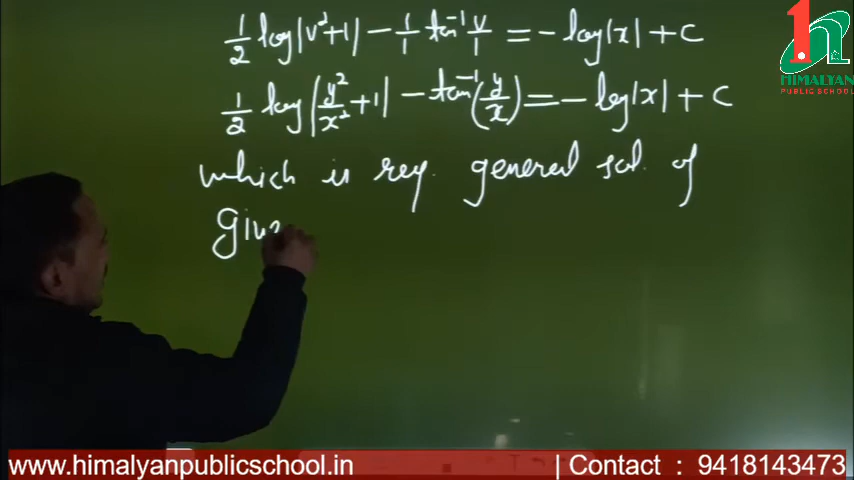 1/2 log|v²+1| - 1/1 tan⁻¹ v/1 = - log|x| + c
1/2 log|y²/x² + 1| - tan⁻¹(y/x) = - log|x| + c
which is req. general sol. of
giv
HIMALYAN
PUBLIC SCHOOL
www.himalyanpublicschool.in | Contact : 9418143473